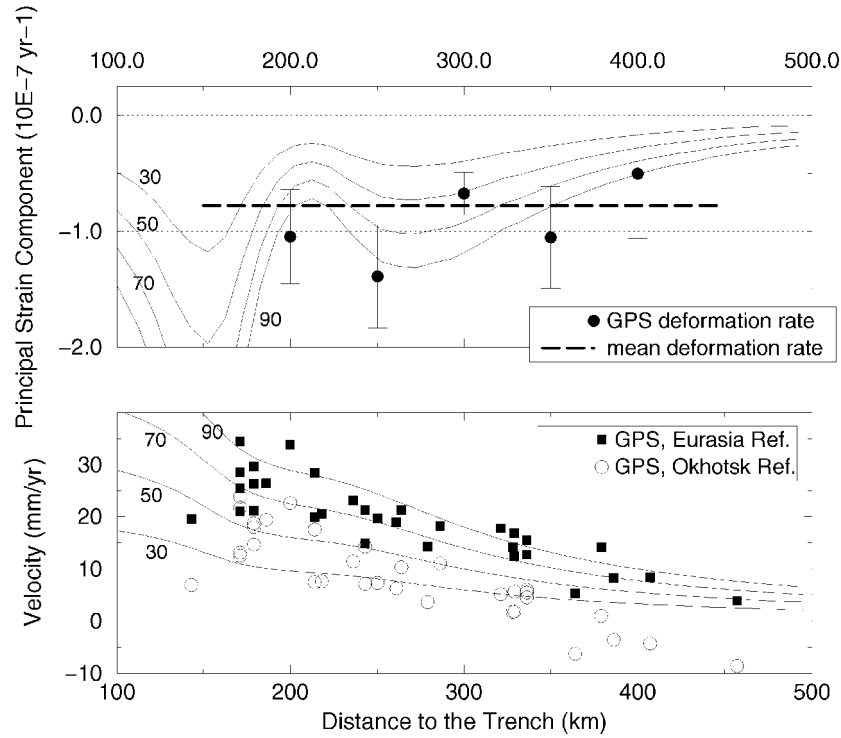 100.0 200.0 300.0 400.0 500.0
Principal Strain Component (10E−7 yr−1)
0.0
−1.0
−2.0
30
50
70
90
GPS deformation rate
mean deformation rate
Velocity (mm/yr)
30
20
10
0
−10
90
70
50
30
GPS, Eurasia Ref.
GPS, Okhotsk Ref.
100 200 300 400 500
Distance to the Trench (km)